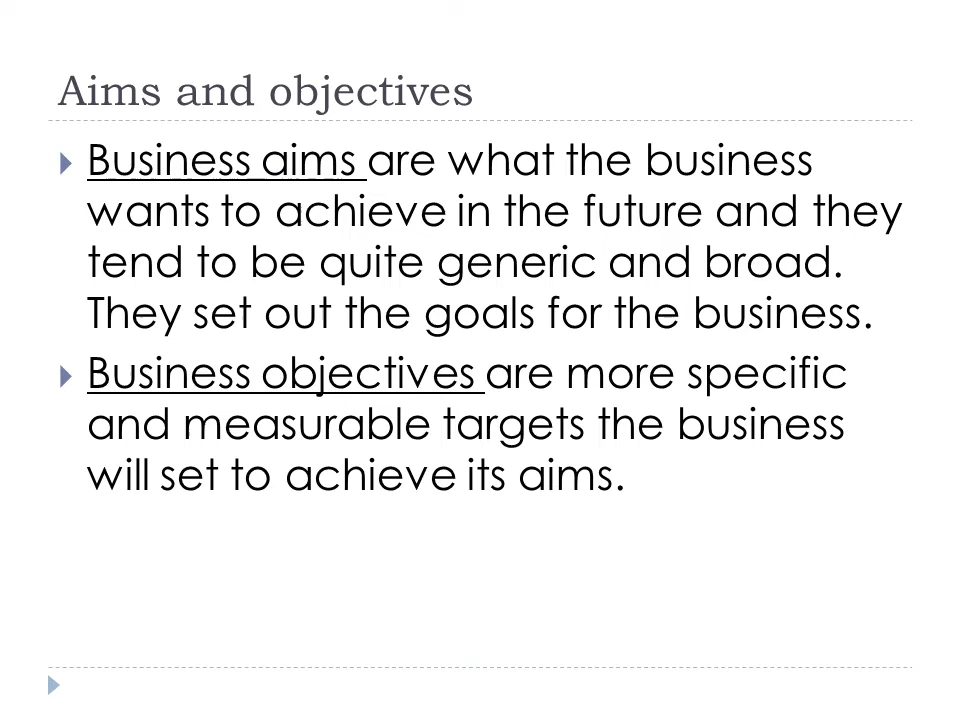 Aims and objectives
Business aims are what the business
wants to achieve in the future and they
tend to be quite generic and broad.
They set out the goals for the business.
Business objectives are more specific
and measurable targets the business
will set to achieve its aims.